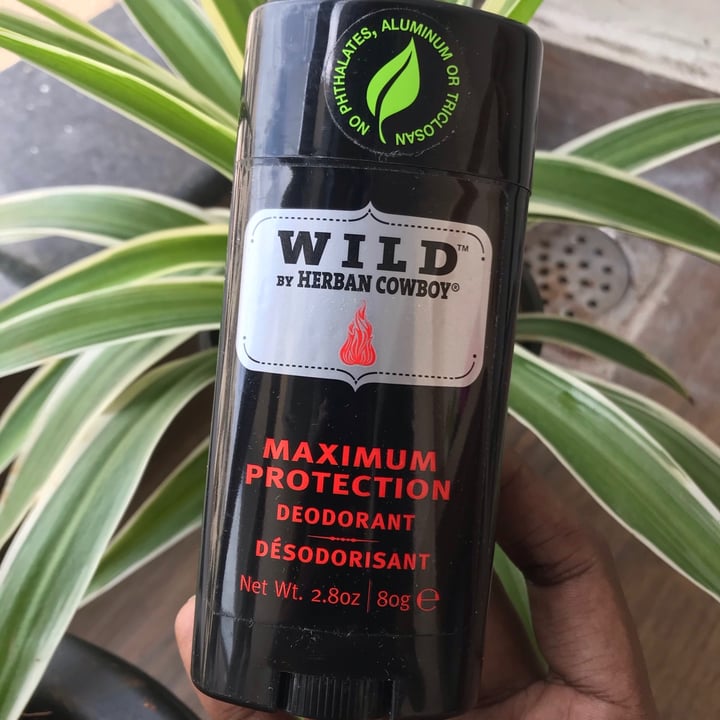 NO PHTHALATES, ALUMINUM OR TRICLOSAN
WILD™
BY HERBAN COWBOY®
MAXIMUM
PROTECTION
DEODORANT
DÉSODORISANT
Net Wt. 2.8oz | 80g ℮